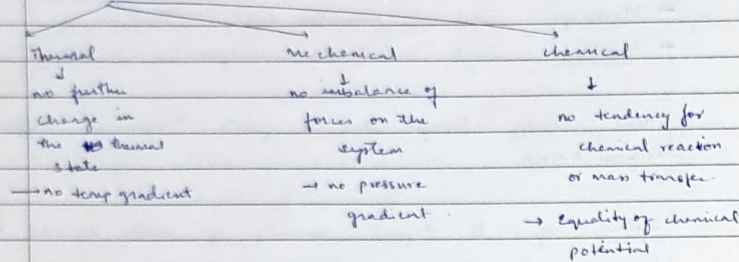 Thermal
↓
no further
change in
the thermal
state
→ no temp gradient
Mechanical
↓
no imbalance of
forces on the
system
→ no pressure
gradient.
chemical
↓
no tendency for
chemical reaction
or mass transfer.
→ Equality of chemical
potential